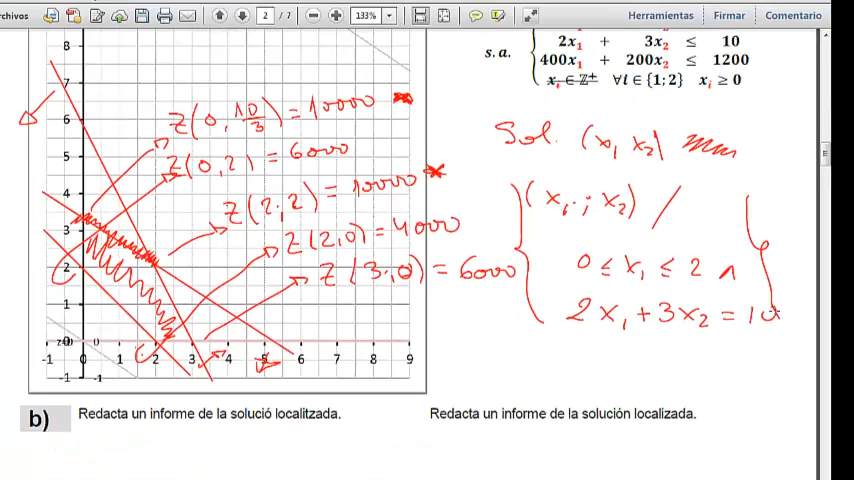 rchivos
2 / 7
133%
Herramientas
Firmar
Comentario
8
7
6
5
4
3
2
1
-1 z=0 0 1 2 3 4 5 6 7 8 9
-1 -1
Z(0, 10/3) = 10000
Z(0,2) = 6000
Z(2;2) = 10000
Z(2,0) = 4000
Z(3;0) = 6000
2x₁ + 3x₂ ≤ 10
s. a.
400x₁ + 200x₂ ≤ 1200
xᵢ ∈ ℤ⁺ ∀i ∈ {1; 2} xᵢ ≥ 0
Sol. (x₁ x₂)
(x₁; x₂) /
0 ≤ x₁ ≤ 2 ∧
2x₁ + 3x₂ = 10
b)
Redacta un informe de la solució localitzada.
Redacta un informe de la solución localizada.